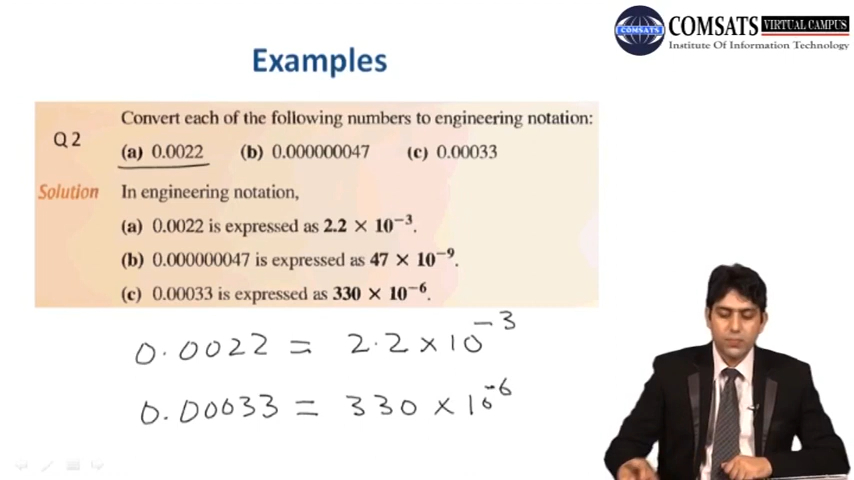 COMSATS VIRTUAL CAMPUS
COMSATS
Institute Of Information Technology
Examples
Convert each of the following numbers to engineering notation:
Q2
(a) 0.0022 (b) 0.000000047 (c) 0.00033
Solution In engineering notation,
(a) 0.0022 is expressed as 2.2 × 10⁻³.
(b) 0.000000047 is expressed as 47 × 10⁻⁹.
(c) 0.00033 is expressed as 330 × 10⁻⁶.
0.0022 = 2.2 × 10⁻³
0.00033 = 330 × 10⁻⁶